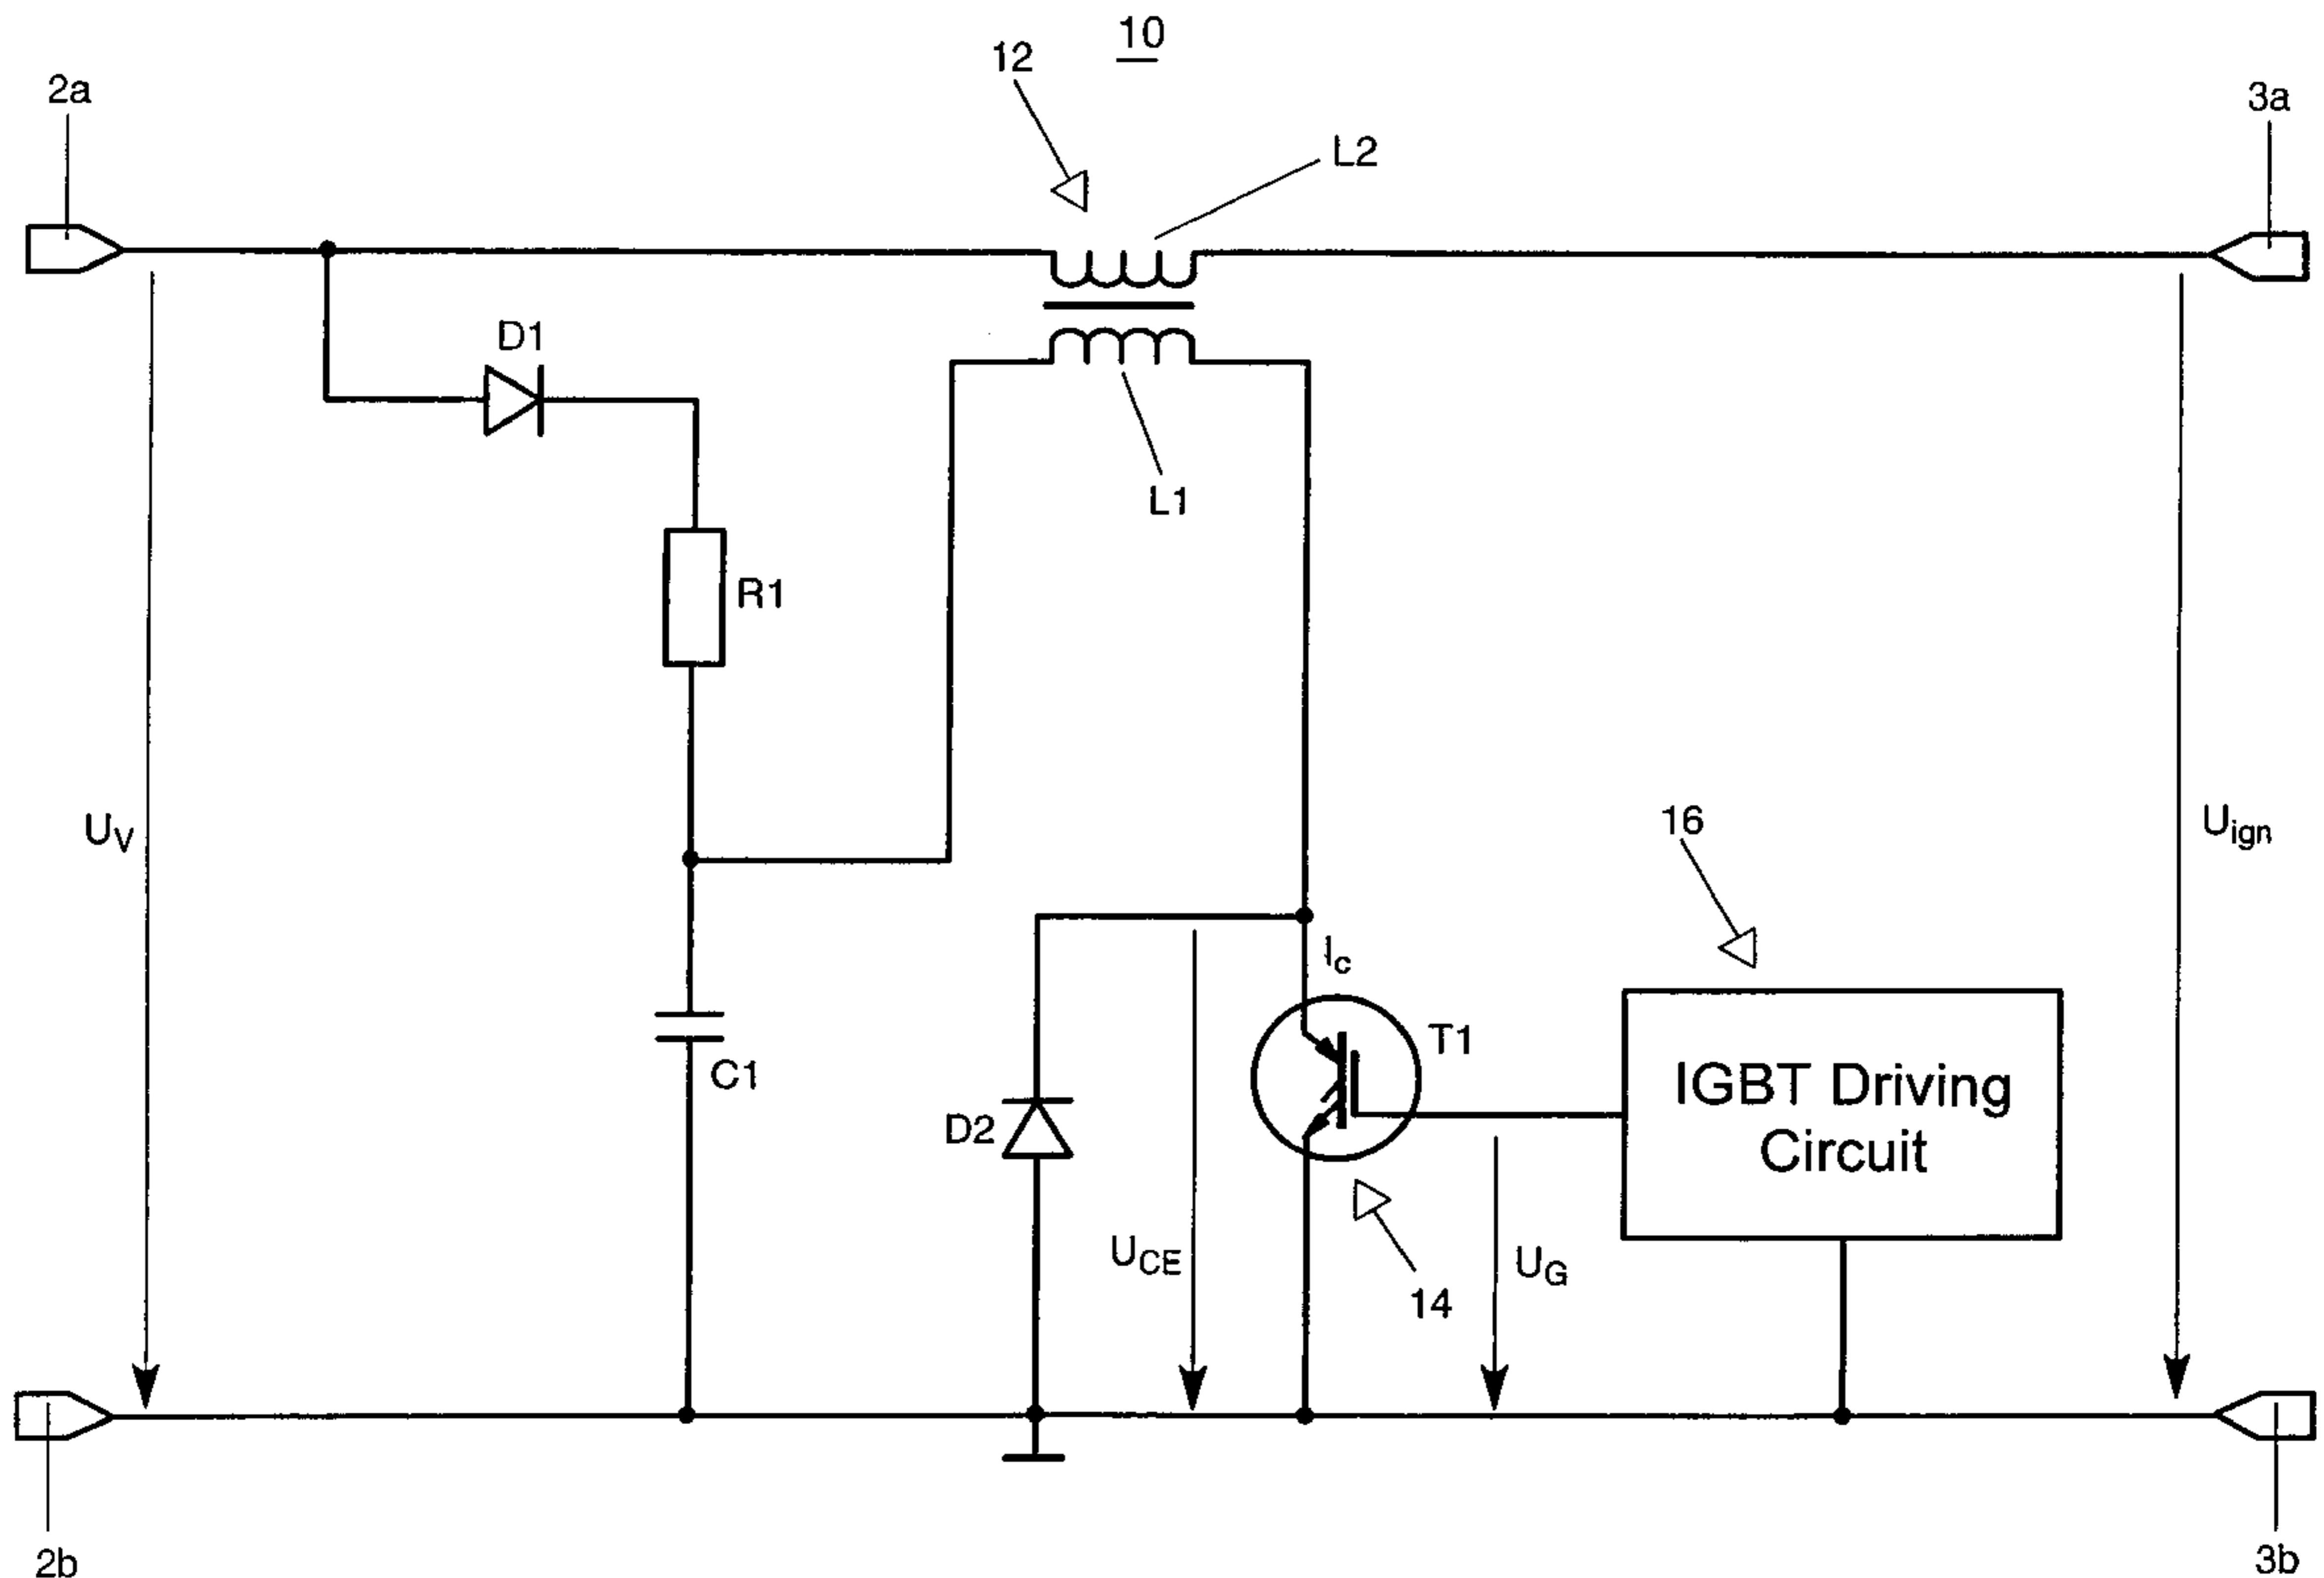 10
12
2a
3a
L2
D1
L1
R1
UV
16
Uign
Ic
T1
IGBT Driving
Circuit
C1
D2
UCE
UG
14
2b
3b